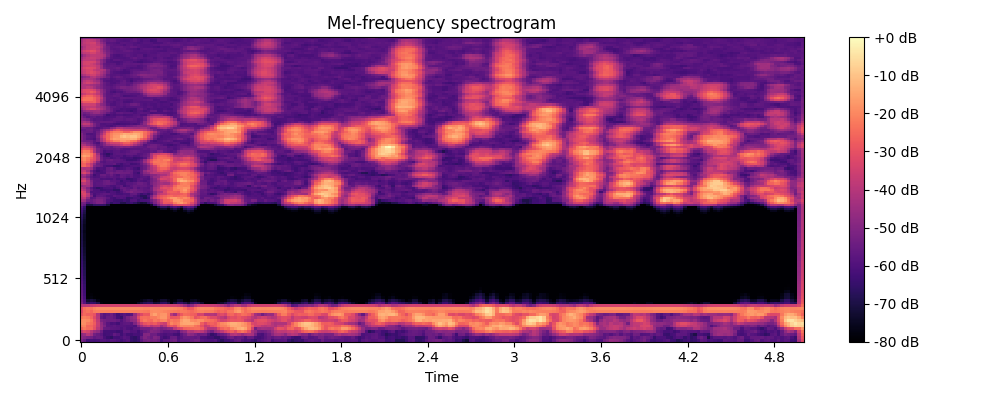 Mel-frequency spectrogram
Hz
4096
2048
1024
512
0
0 0.6 1.2 1.8 2.4 3 3.6 4.2 4.8
Time
+0 dB
-10 dB
-20 dB
-30 dB
-40 dB
-50 dB
-60 dB
-70 dB
-80 dB